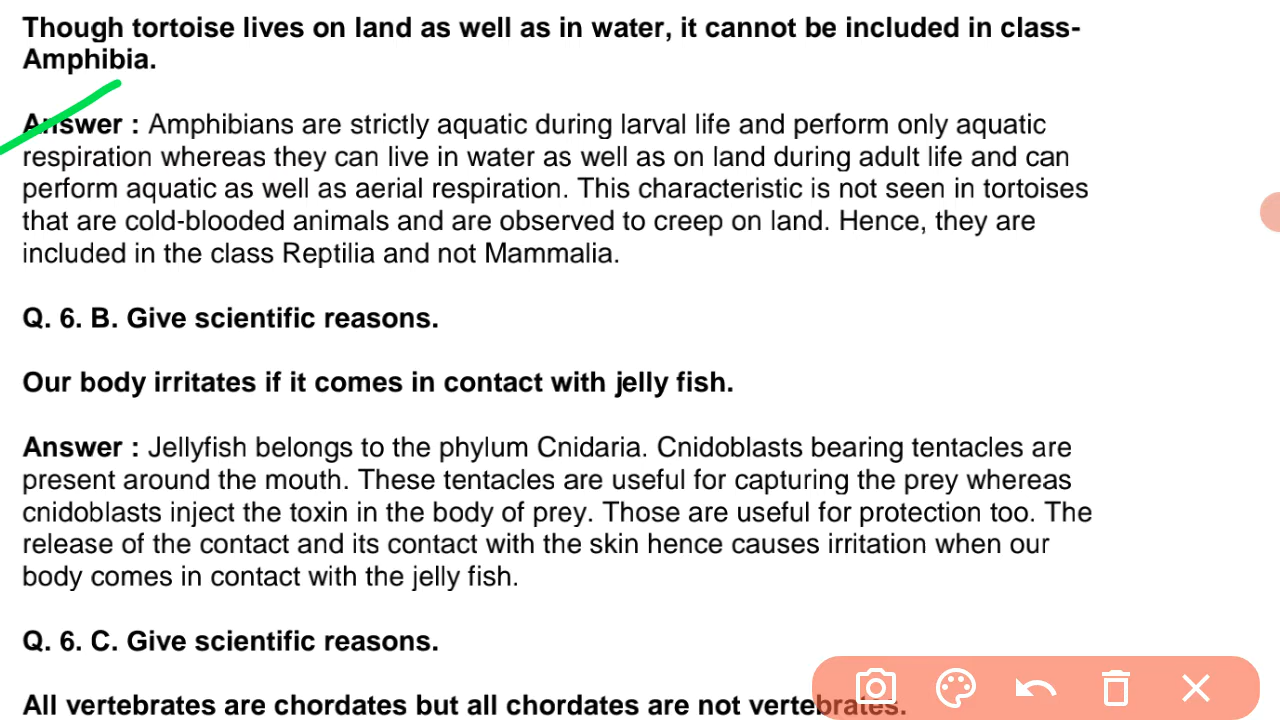 Though tortoise lives on land as well as in water, it cannot be included in class-
Amphibia.
Answer : Amphibians are strictly aquatic during larval life and perform only aquatic
respiration whereas they can live in water as well as on land during adult life and can
perform aquatic as well as aerial respiration. This characteristic is not seen in tortoises
that are cold-blooded animals and are observed to creep on land. Hence, they are
included in the class Reptilia and not Mammalia.
Q. 6. B. Give scientific reasons.
Our body irritates if it comes in contact with jelly fish.
Answer : Jellyfish belongs to the phylum Cnidaria. Cnidoblasts bearing tentacles are
present around the mouth. These tentacles are useful for capturing the prey whereas
cnidoblasts inject the toxin in the body of prey. Those are useful for protection too. The
release of the contact and its contact with the skin hence causes irritation when our
body comes in contact with the jelly fish.
Q. 6. C. Give scientific reasons.
All vertebrates are chordates but all chordates are not vertebrates.